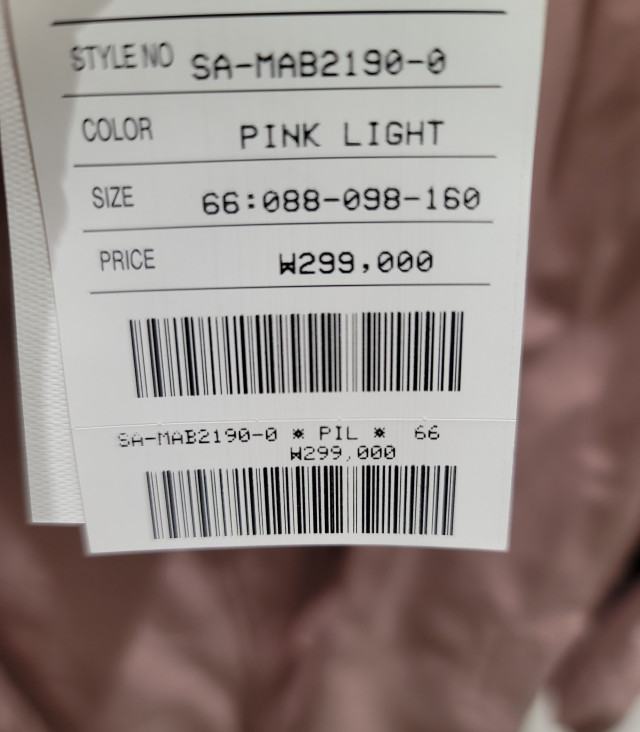 STYLE NO SA-MAB2190-0
COLOR PINK LIGHT
SIZE 66:088-098-160
PRICE ₩299,000
SA-MAB2190-0 * PIL * 66
₩299,000